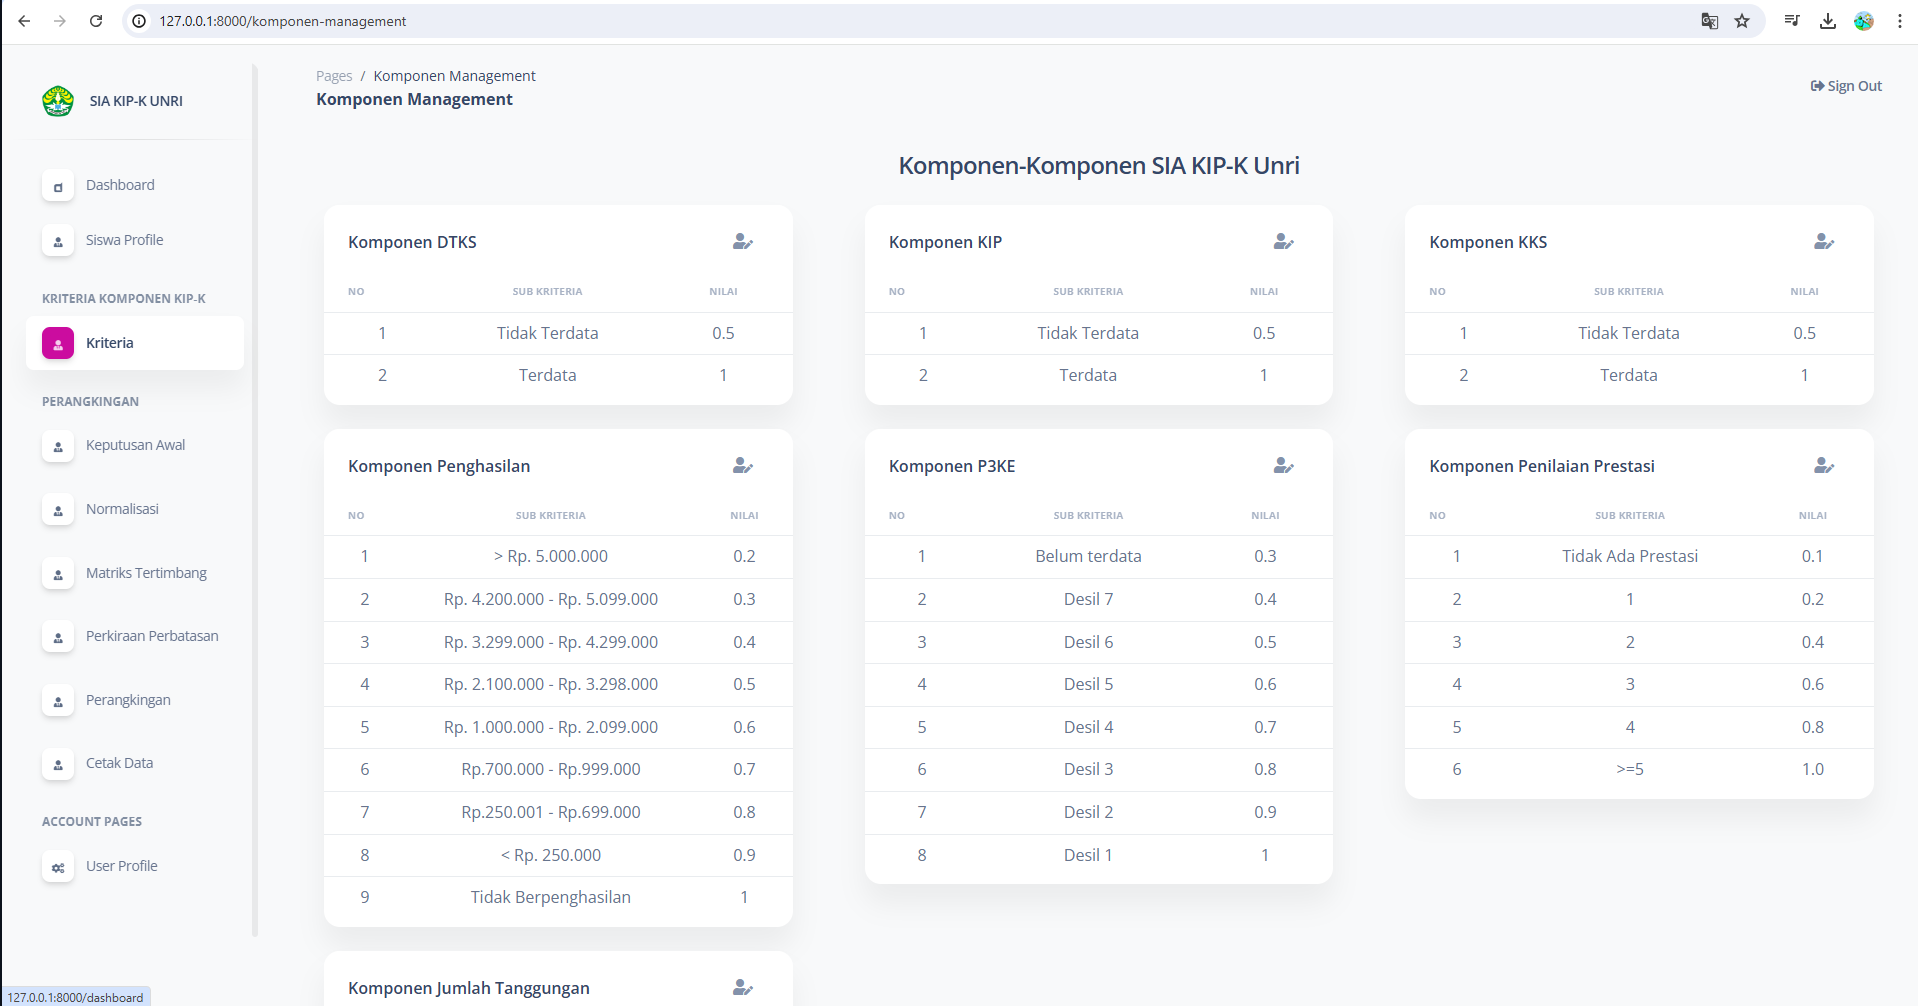 127.0.0.1:8000/komponen-management
SIA KIP-K UNRI
Dashboard
Siswa Profile
KRITERIA KOMPONEN KIP-K
Kriteria
PERANGKINGAN
Keputusan Awal
Normalisasi
Matriks Tertimbang
Perkiraan Perbatasan
Perangkingan
Cetak Data
ACCOUNT PAGES
User Profile
127.0.0.1:8000/dashboard
Pages / Komponen Management
Komponen Management
Sign Out
Komponen-Komponen SIA KIP-K Unri
Komponen DTKS
NO SUB KRITERIA NILAI
1 Tidak Terdata 0.5
2 Terdata 1
Komponen KIP
NO SUB KRITERIA NILAI
1 Tidak Terdata 0.5
2 Terdata 1
Komponen KKS
NO SUB KRITERIA NILAI
1 Tidak Terdata 0.5
2 Terdata 1
Komponen Penghasilan
NO SUB KRITERIA NILAI
1 > Rp. 5.000.000 0.2
2 Rp. 4.200.000 - Rp. 5.099.000 0.3
3 Rp. 3.299.000 - Rp. 4.299.000 0.4
4 Rp. 2.100.000 - Rp. 3.298.000 0.5
5 Rp. 1.000.000 - Rp. 2.099.000 0.6
6 Rp.700.000 - Rp.999.000 0.7
7 Rp.250.001 - Rp.699.000 0.8
8 < Rp. 250.000 0.9
9 Tidak Berpenghasilan 1
Komponen P3KE
NO SUB KRITERIA NILAI
1 Belum terdata 0.3
2 Desil 7 0.4
3 Desil 6 0.5
4 Desil 5 0.6
5 Desil 4 0.7
6 Desil 3 0.8
7 Desil 2 0.9
8 Desil 1 1
Komponen Penilaian Prestasi
NO SUB KRITERIA NILAI
1 Tidak Ada Prestasi 0.1
2 1 0.2
3 2 0.4
4 3 0.6
5 4 0.8
6 >=5 1.0
Komponen Jumlah Tanggungan